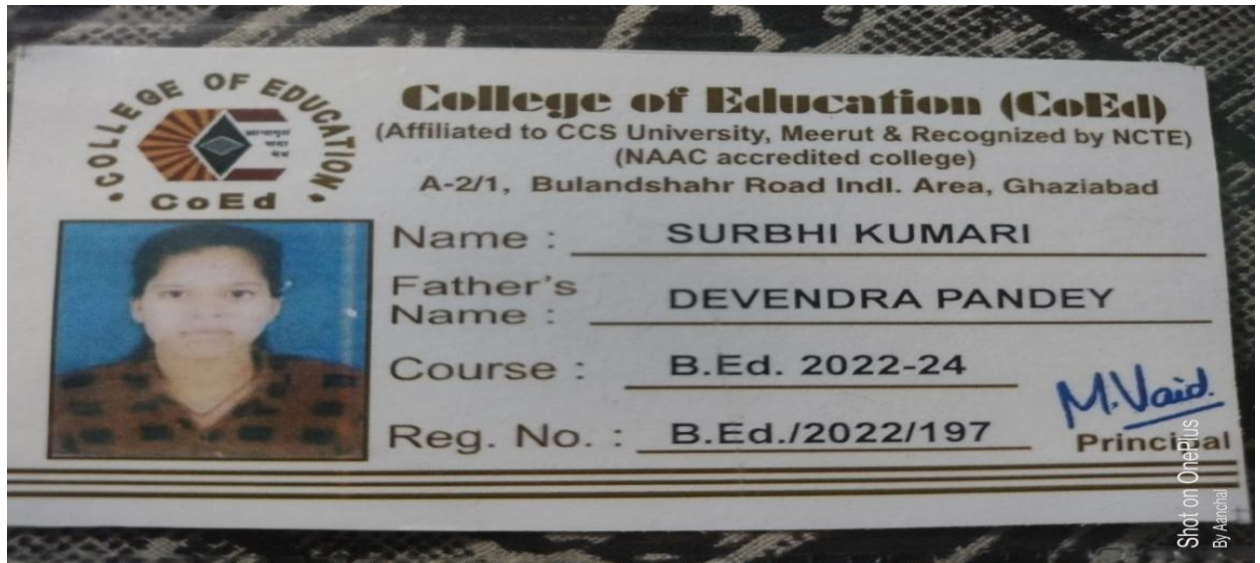 COLLEGE OF EDUCATION
CoEd
College of Education (CoEd)
(Affiliated to CCS University, Meerut & Recognized by NCTE)
(NAAC accredited college)
A-2/1, Bulandshahr Road Indl. Area, Ghaziabad
Name : SURBHI KUMARI
Father's
Name : DEVENDRA PANDEY
Course : B.Ed. 2022-24
Reg. No. : B.Ed./2022/197
M.Vaid.
Principal
Shot on OnePlus
By Aanchal